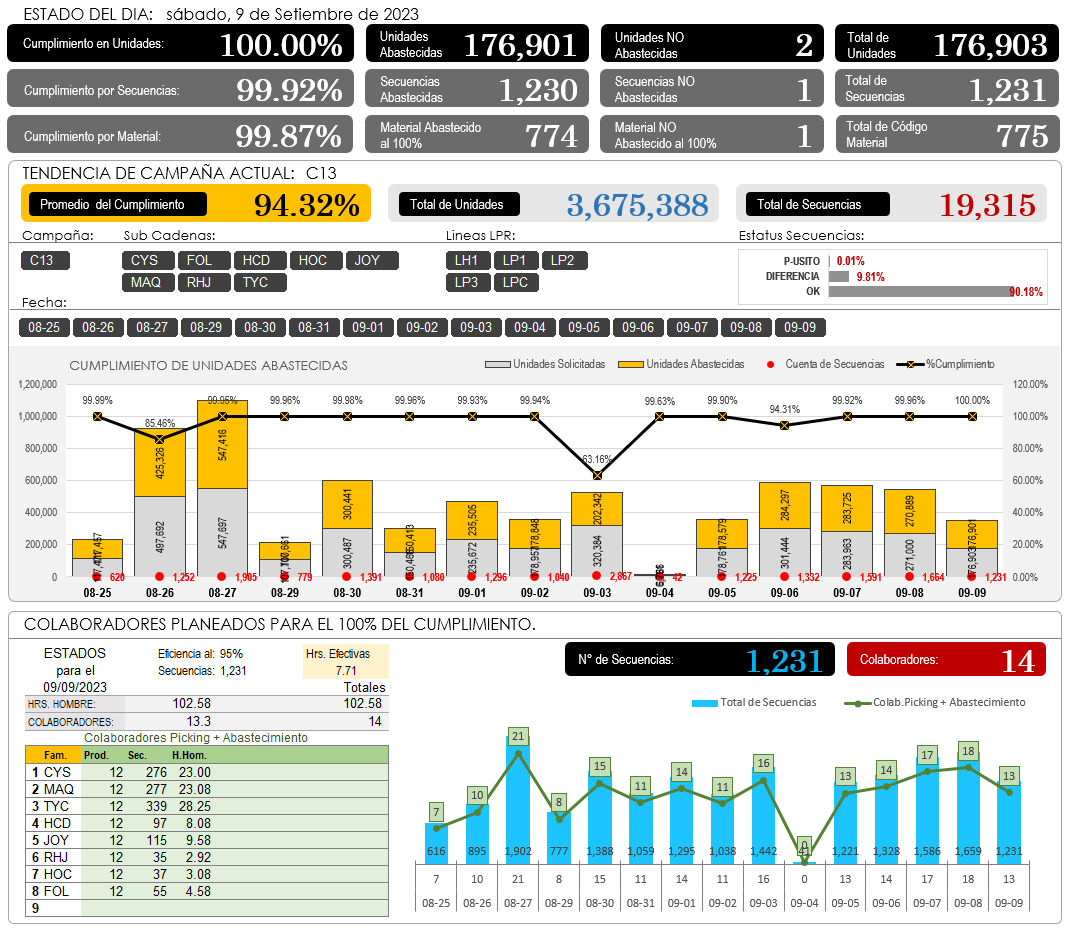 ESTADO DEL DIA: sábado, 9 de Setiembre de 2023
Cumplimiento en Unidades: 100.00%
Unidades Abastecidas 176,901
Unidades NO Abastecidas 2
Total de Unidades 176,903
Cumplimiento por Secuencias: 99.92%
Secuencias Abastecidas 1,230
Secuencias NO Abastecidas 1
Total de Secuencias 1,231
Cumplimiento por Material: 99.87%
Material Abastecido al 100% 774
Material NO Abastecido al 100% 1
Total de Código Material 775
TENDENCIA DE CAMPAÑA ACTUAL: C13
Promedio del Cumplimiento 94.32%
Total de Unidades 3,675,388
Total de Secuencias 19,315
Campaña: Sub Cadenas: Lineas LPR: Estatus Secuencias:
C13 CYS FOL HCD HOC JOY LH1 LP1 LP2
MAQ RHJ TYC LP3 LPC
P-USITO 0.01%
DIFERENCIA 9.81%
OK 90.18%
Fecha:
08-25 08-26 08-27 08-29 08-30 08-31 09-01 09-02 09-03 09-04 09-05 09-06 09-07 09-08 09-09
CUMPLIMIENTO DE UNIDADES ABASTECIDAS
Unidades Solicitadas Unidades Abastecidas Cuenta de Secuencias %Cumplimiento
1,200,000 120.00%
1,000,000 100.00%
800,000 80.00%
600,000 60.00%
400,000 40.00%
200,000 20.00%
0 0.00%
99.99% 85.46% 99.95% 99.96% 99.98% 99.96% 99.93% 99.94% 63.16% 99.63% 99.90% 94.31% 99.92% 99.96% 100.00%
425,326 547,416 300,441 235,505 202,342 178,579 284,297 283,725 270,889 176,901
497,692 547,697 300,487 235,672 320,384 301,444 283,963 271,000 176,903
620 1,252 1,905 779 1,391 1,080 1,296 1,040 2,867 42 1,225 1,332 1,591 1,664 1,231
08-25 08-26 08-27 08-29 08-30 08-31 09-01 09-02 09-03 09-04 09-05 09-06 09-07 09-08 09-09
COLABORADORES PLANEADOS PARA EL 100% DEL CUMPLIMIENTO.
ESTADOS para el 09/09/2023
Eficiencia al: 95%
Secuencias: 1,231
Hrs. Efectivas
7.71
Totales
HRS. HOMBRE: 102.58 102.58
COLABORADORES: 13.3 14
Colaboradores Picking + Abastecimiento
Fam. Prod. Sec. H.Hom.
1 CYS 12 276 23.00
2 MAQ 12 277 23.08
3 TYC 12 339 28.25
4 HCD 12 97 8.08
5 JOY 12 115 9.58
6 RHJ 12 35 2.92
7 HOC 12 37 3.08
8 FOL 12 55 4.58
9
N° de Secuencias: 1,231
Colaboradores: 14
Total de Secuencias Colab.Picking + Abastecimiento
7 10 21 8 15 11 14 11 16 0 13 14 17 18 13
616 895 1,902 777 1,388 1,059 1,295 1,038 1,442 41 1,221 1,328 1,586 1,659 1,231
7 10 21 8 15 11 14 11 16 0 13 14 17 18 13
08-25 08-26 08-27 08-29 08-30 08-31 09-01 09-02 09-03 09-04 09-05 09-06 09-07 09-08 09-09